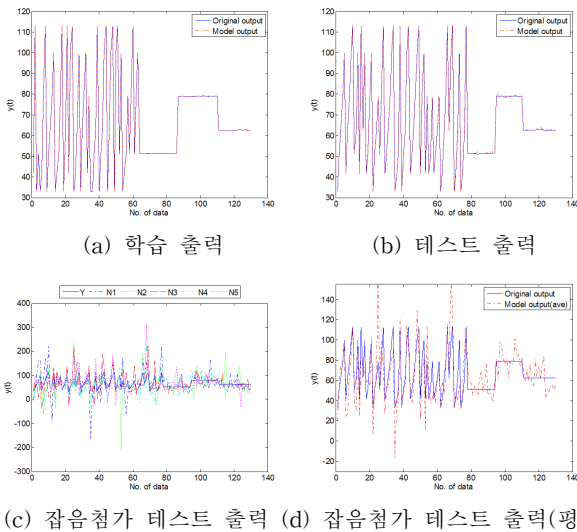 Original output
Model output
110
100
90
80
70
60
50
40
30
y(t)
0 20 40 60 80 100 120 140
No. of data
(a) 학습 출력
Original output
Model output
120
110
100
90
80
70
60
50
40
30
y(t)
0 20 40 60 80 100 120 140
No. of data
(b) 테스트 출력
Y N1 N2 N3 N4 N5
400
300
200
100
0
-100
-200
-300
y(t)
0 20 40 60 80 100 120 140
No. of data
(c) 잡음첨가 테스트 출력
Original output
Model output(ave)
140
120
100
80
60
40
20
0
-20
y(t)
0 20 40 60 80 100 120 140
No. of data
(d) 잡음첨가 테스트 출력(평